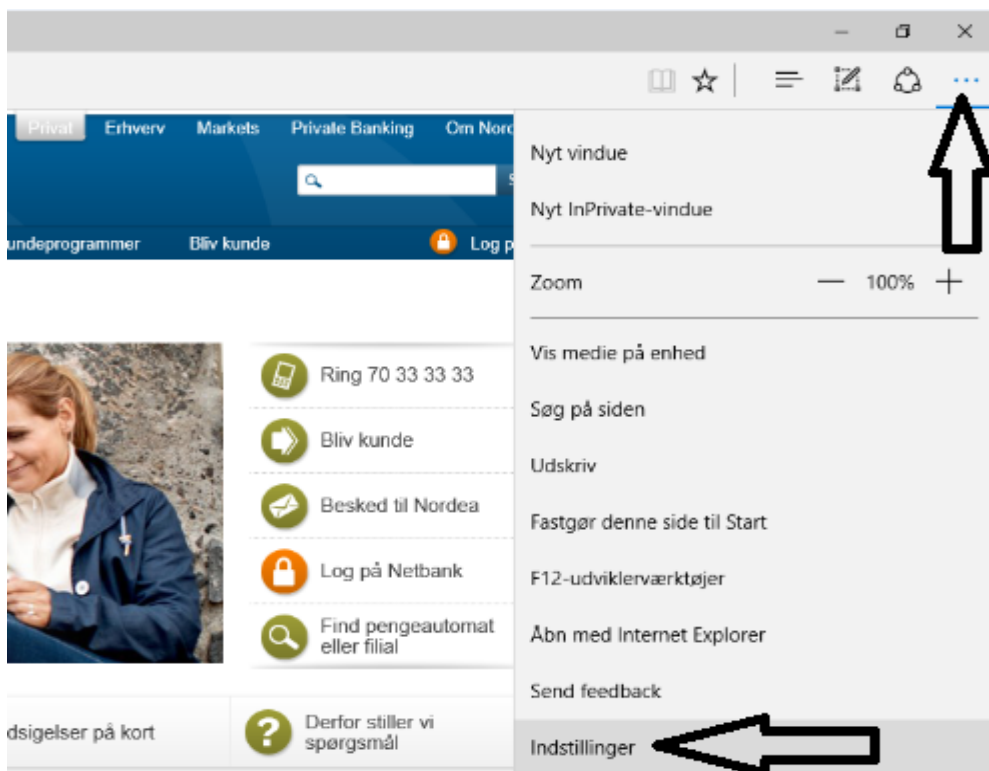 Privat Erhverv Markets Private Banking Om Nord
undeprogrammer Bliv kunde Log p
Ring 70 33 33 33
Bliv kunde
Besked til Nordea
Log på Netbank
Find pengeautomat
eller filial
dsigelser på kort
Derfor stiller vi
spørgsmål
Nyt vindue
Nyt InPrivate-vindue
Zoom — 100% +
Vis medie på enhed
Søg på siden
Udskriv
Fastgør denne side til Start
F12-udviklerværktøjer
Åbn med Internet Explorer
Send feedback
Indstillinger